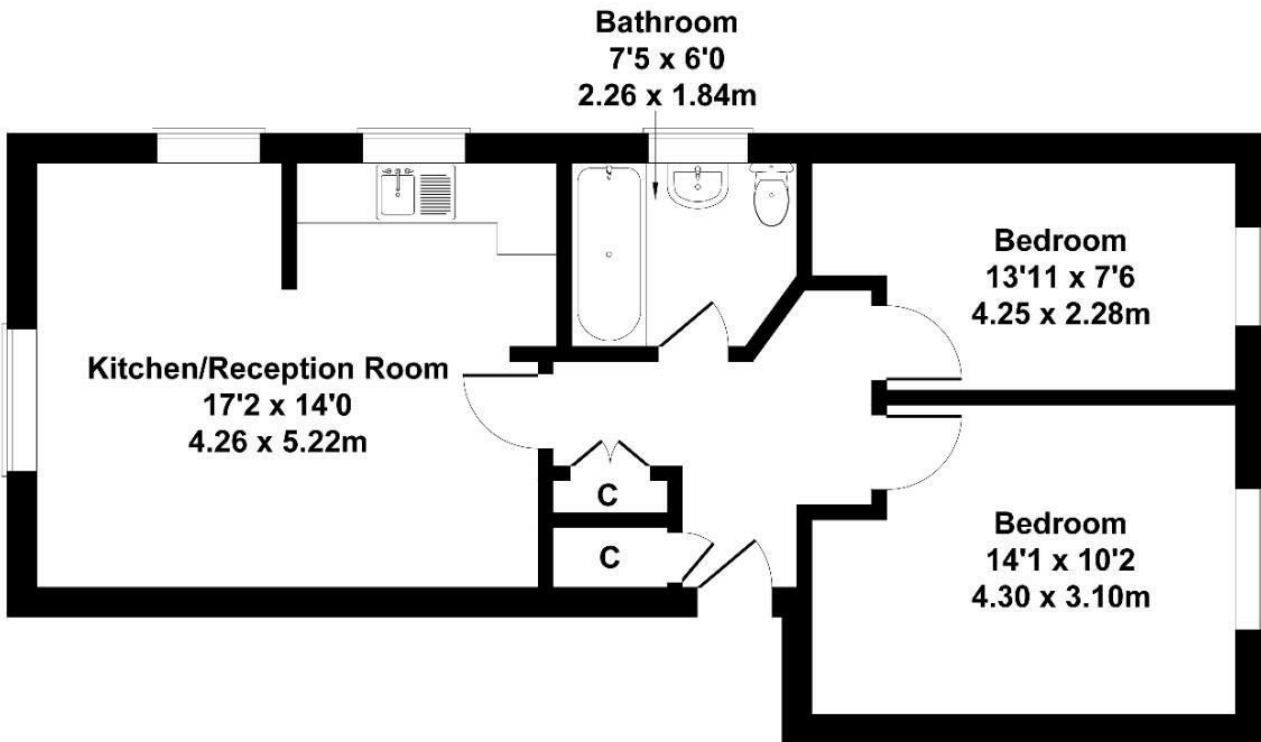 Bathroom
7'5 x 6'0
2.26 x 1.84m
Bedroom
13'11 x 7'6
4.25 x 2.28m
Kitchen/Reception Room
17'2 x 14'0
4.26 x 5.22m
C
C
Bedroom
14'1 x 10'2
4.30 x 3.10m